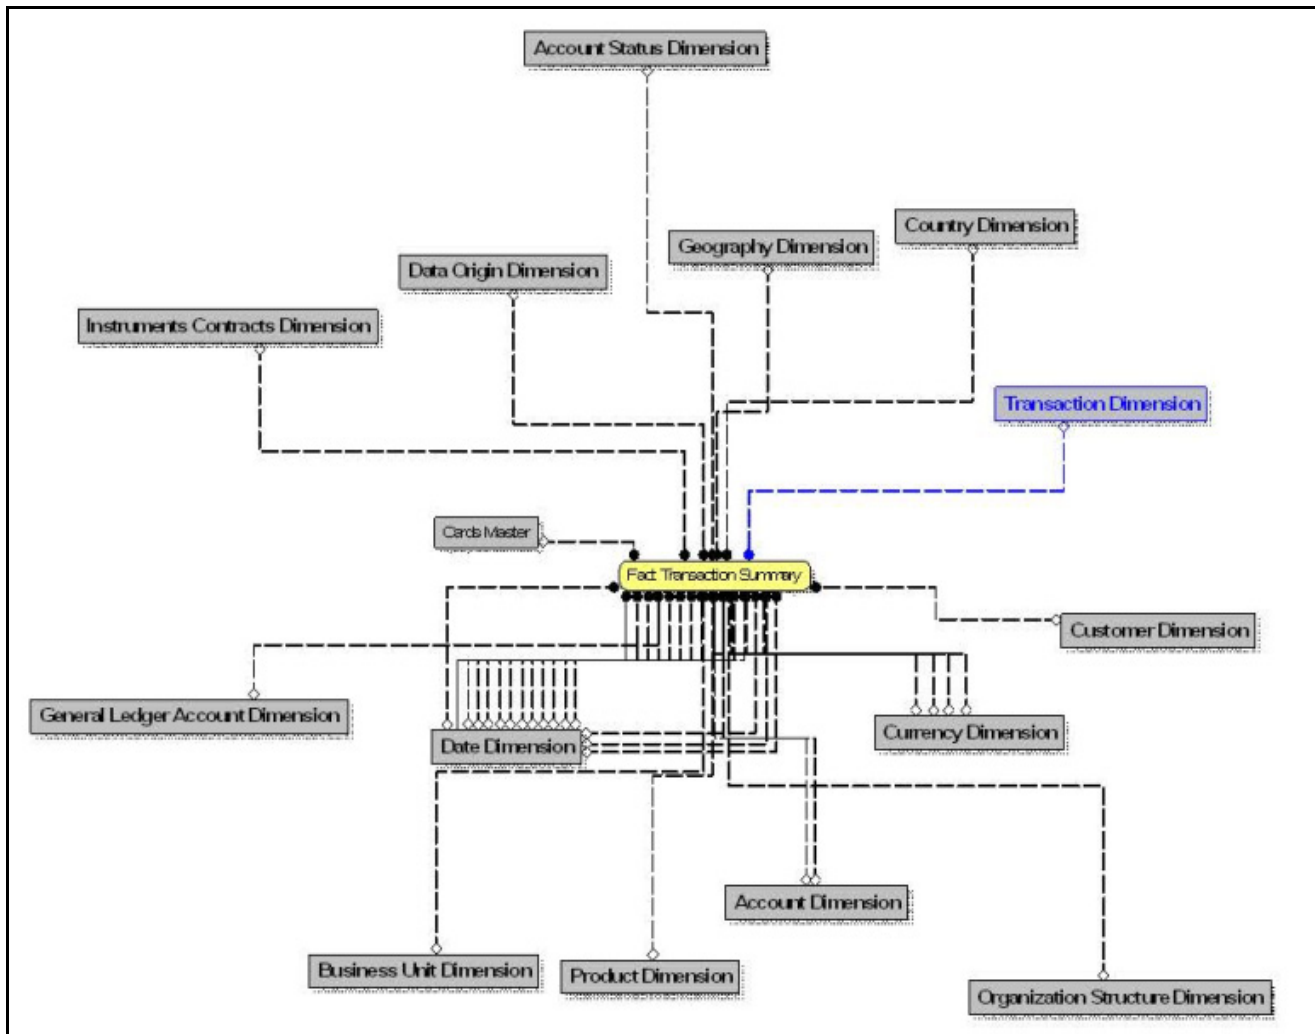 Account Status Dimension
Country Dimension
Geography Dimension
Data Origin Dimension
Instruments Contracts Dimension
Transaction Dimension
Cards Master
Fact Transaction Summary
Customer Dimension
General Ledger Account Dimension
Currency Dimension
Date Dimension
Account Dimension
Business Unit Dimension
Product Dimension
Organization Structure Dimension